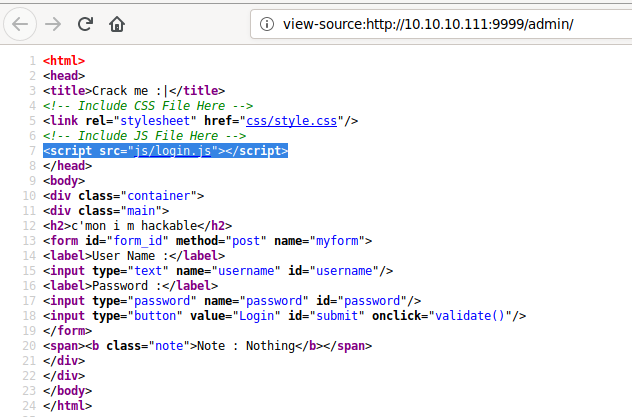 view-source:http://10.10.10.111:9999/admin/
1 <html>
2 <head>
3 <title>Crack me :|</title>
4 <!-- Include CSS File Here -->
5 <link rel="stylesheet" href="css/style.css"/>
6 <!-- Include JS File Here -->
7 <script src="js/login.js"></script>
8 </head>
9 <body>
10 <div class="container">
11 <div class="main">
12 <h2>c'mon i m hackable</h2>
13 <form id="form_id" method="post" name="myform">
14 <label>User Name :</label>
15 <input type="text" name="username" id="username"/>
16 <label>Password :</label>
17 <input type="password" name="password" id="password"/>
18 <input type="button" value="Login" id="submit" onclick="validate()"/>
19 </form>
20 <span><b class="note">Note : Nothing</b></span>
21 </div>
22 </div>
23 </body>
24 </html>